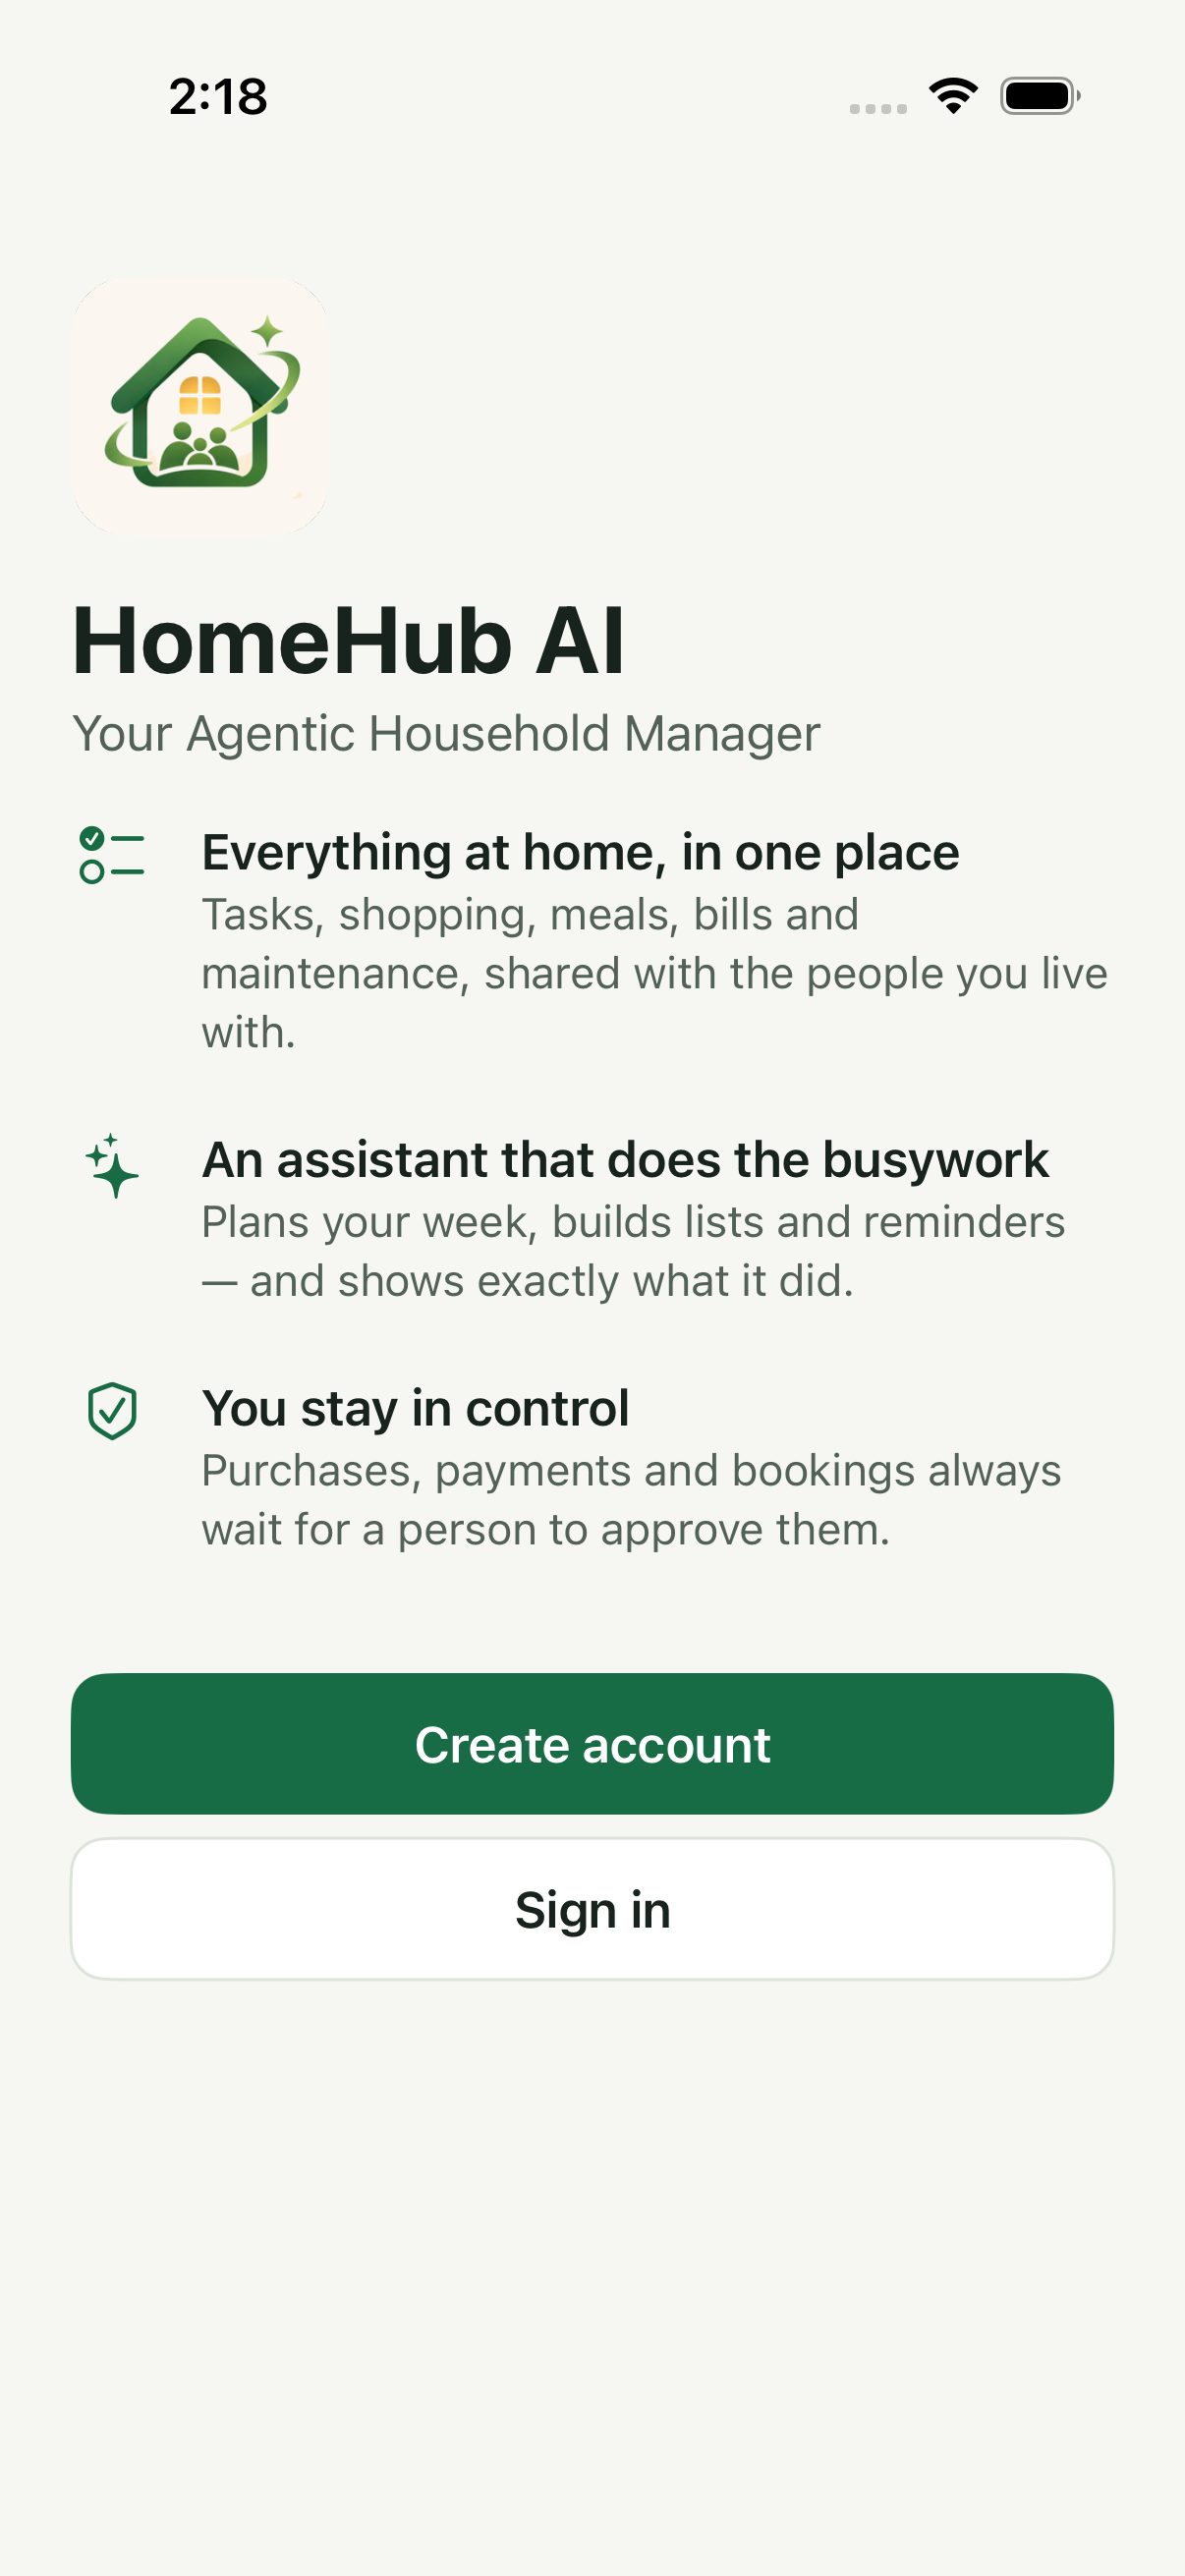 2:18
HomeHub AI
Your Agentic Household Manager
Everything at home, in one place
Tasks, shopping, meals, bills and
maintenance, shared with the people you live
with.
An assistant that does the busywork
Plans your week, builds lists and reminders
— and shows exactly what it did.
You stay in control
Purchases, payments and bookings always
wait for a person to approve them.
Create account
Sign in